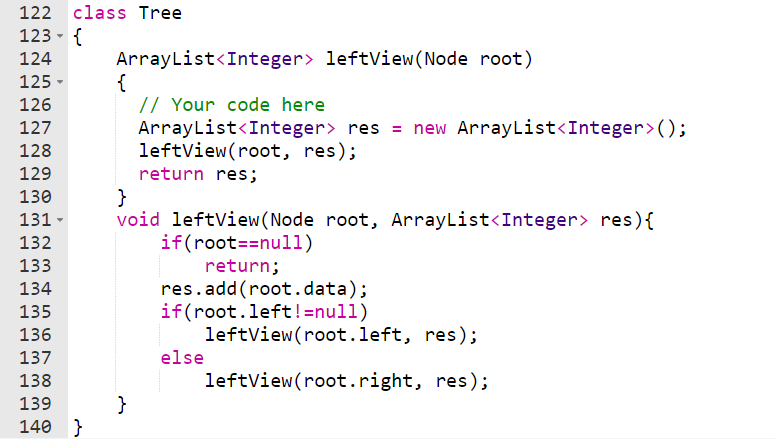 122 class Tree
123 {
124     ArrayList<Integer> leftView(Node root)
125     {
126       // Your code here
127       ArrayList<Integer> res = new ArrayList<Integer>();
128       leftView(root, res);
129       return res;
130     }
131     void leftView(Node root, ArrayList<Integer> res){
132         if(root==null)
133             return;
134         res.add(root.data);
135         if(root.left!=null)
136             leftView(root.left, res);
137         else
138             leftView(root.right, res);
139     }
140 }